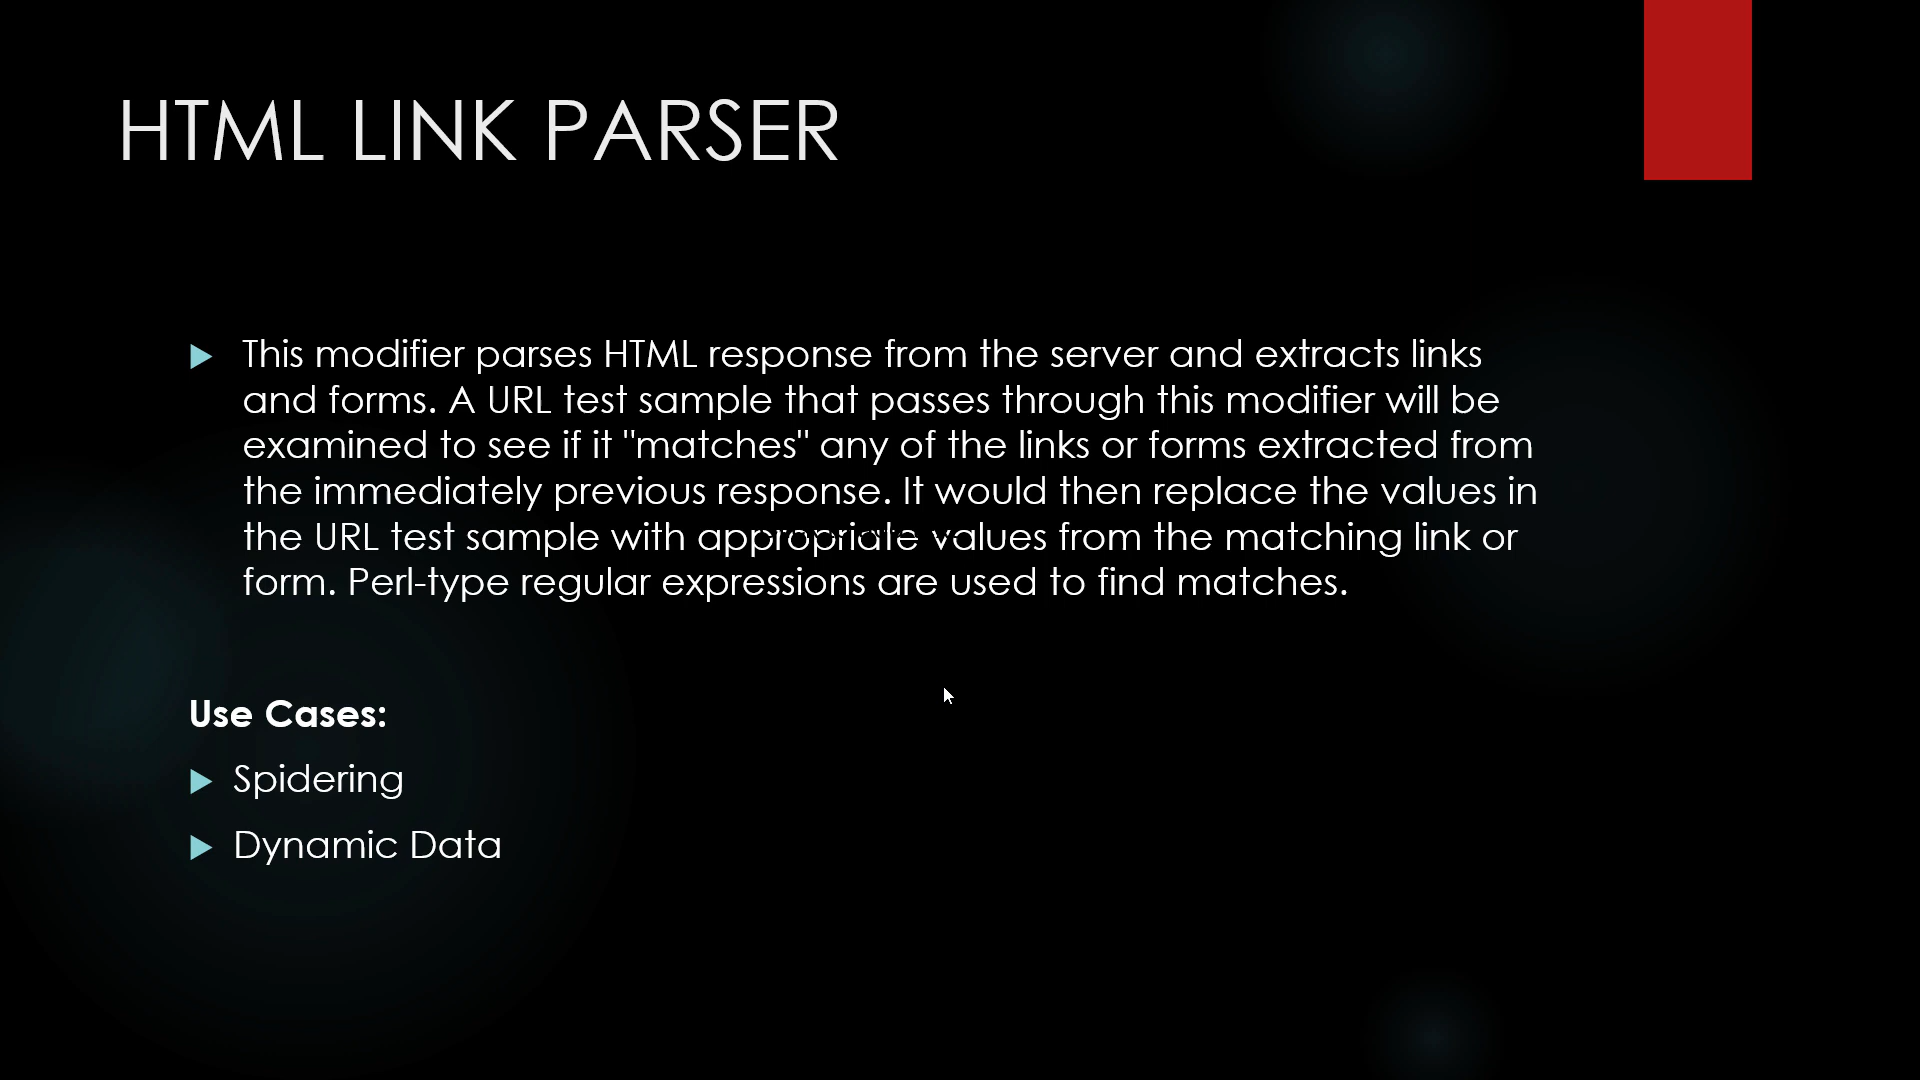 HTML LINK PARSER
This modifier parses HTML response from the server and extracts links
and forms. A URL test sample that passes through this modifier will be
examined to see if it "matches" any of the links or forms extracted from
the immediately previous response. It would then replace the values in
the URL test sample with appropriate values from the matching link or
form. Perl-type regular expressions are used to find matches.
Use Cases:
Spidering
Dynamic Data